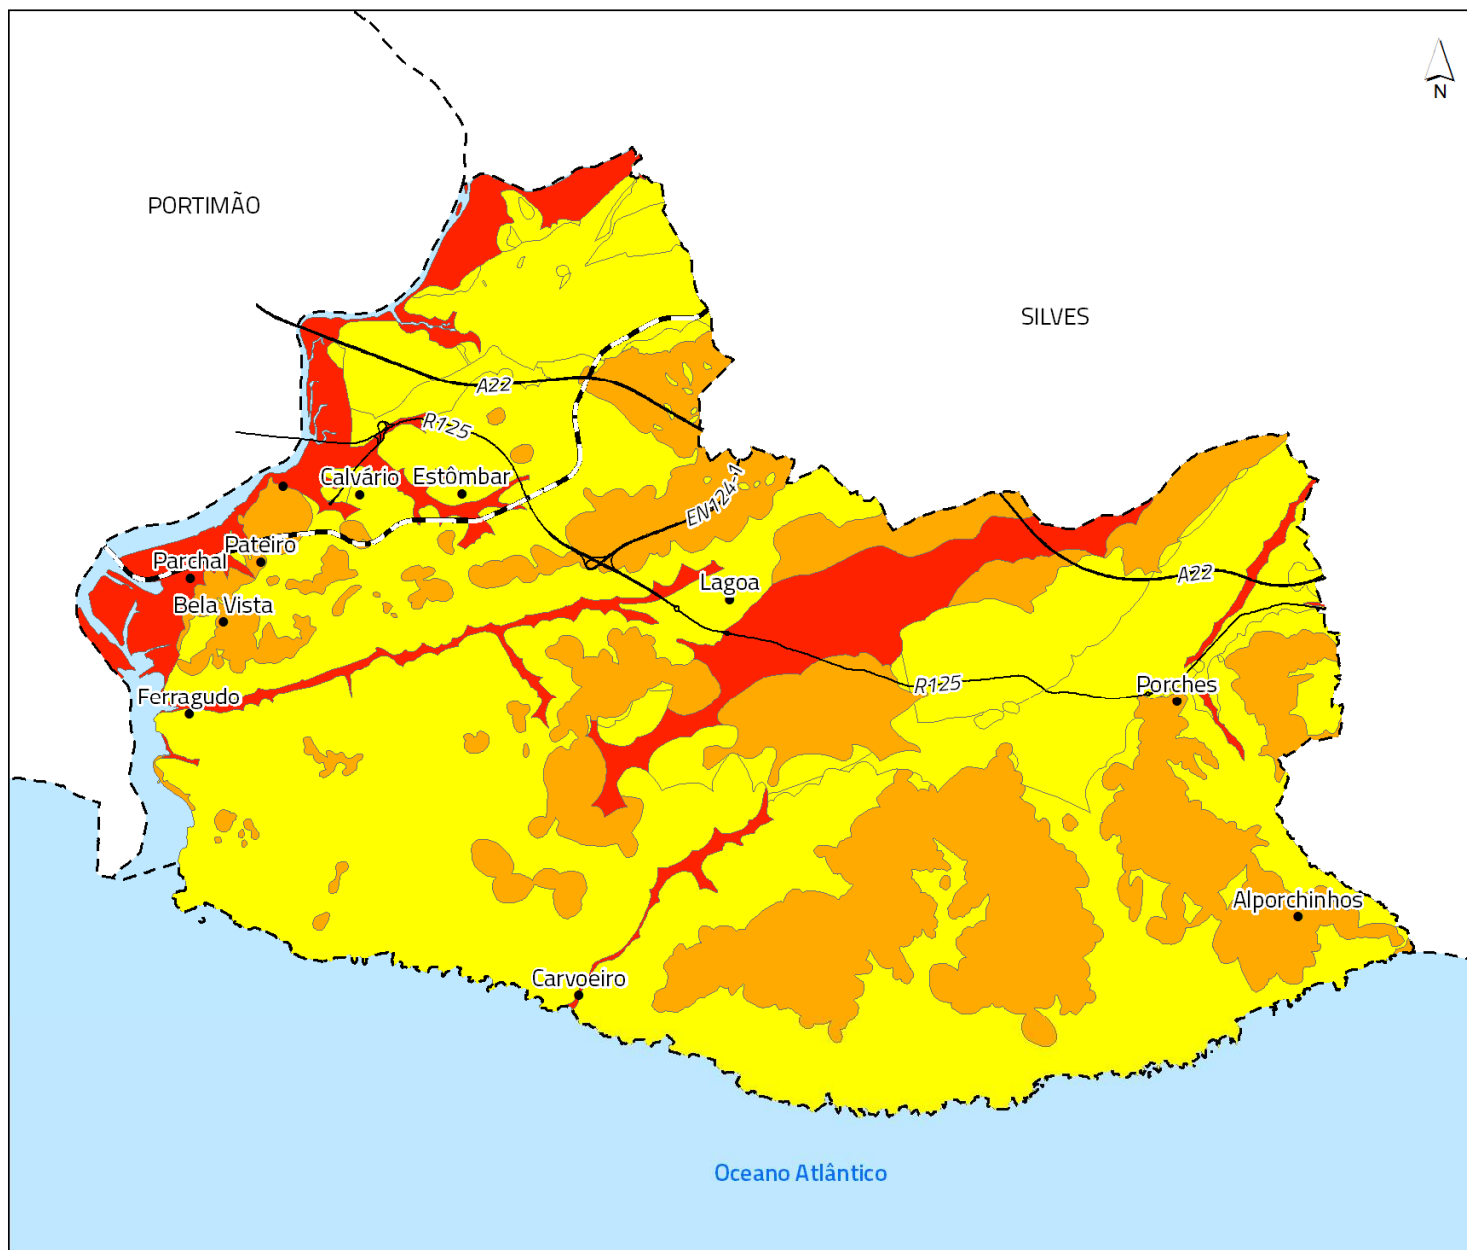 N
PORTIMÃO
SILVES
A22
R125
Calvário
Estômbar
EN124-1
Pateiro
Parchal
Lagoa
A22
Bela Vista
R125
Porches
Ferragudo
Alporchinhos
Carvoeiro
Oceano Atlântico